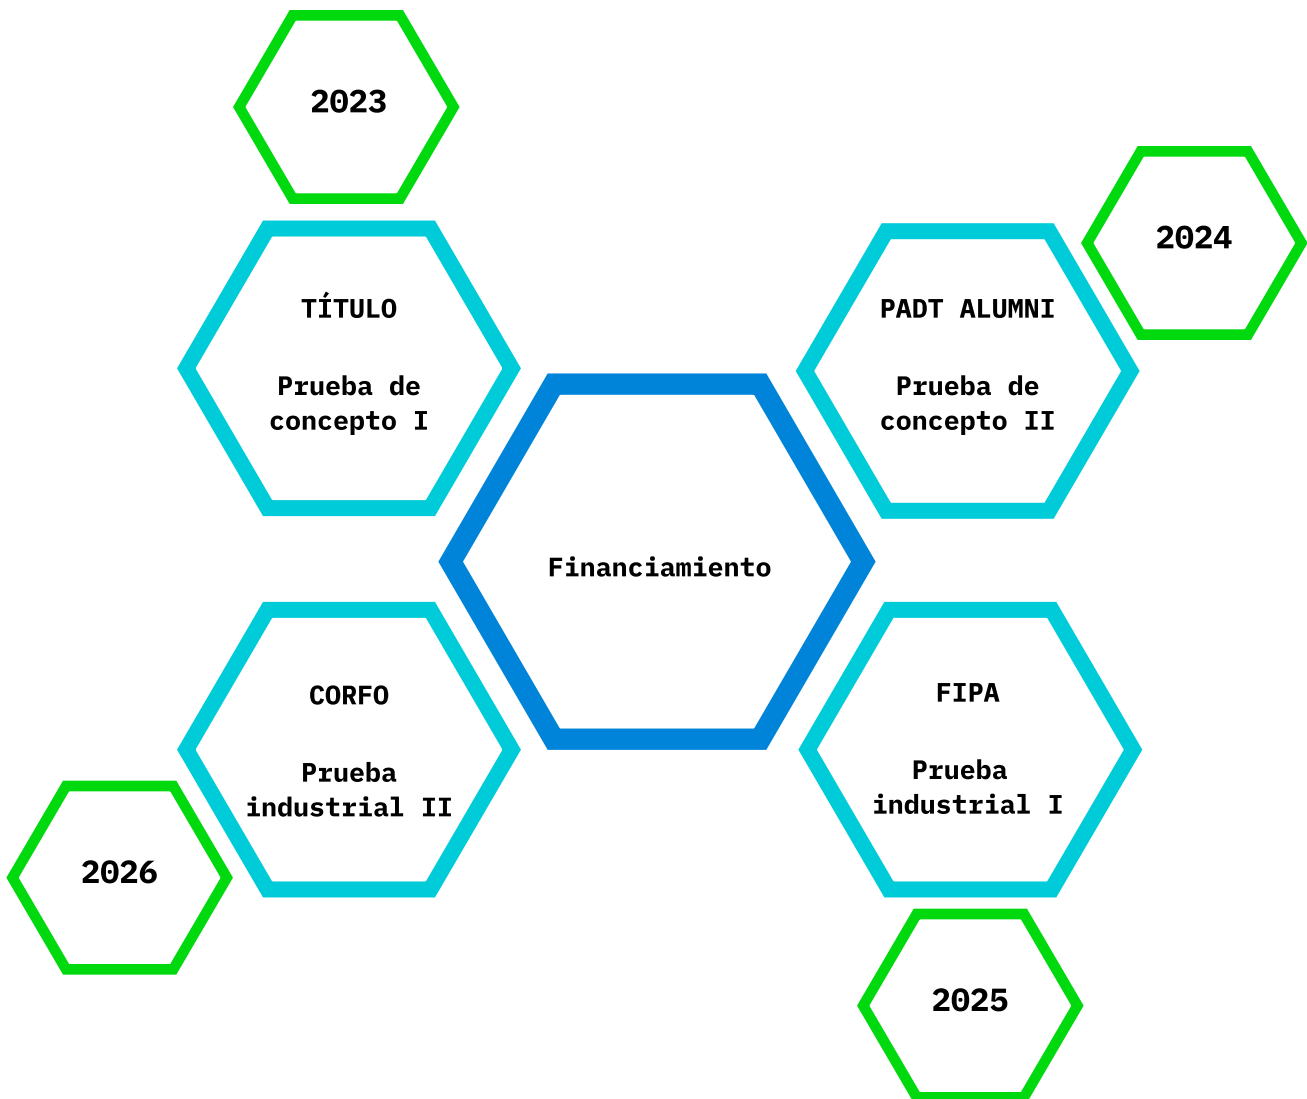 2023
TÍTULO
Prueba de
concepto I
2024
PADT ALUMNI
Prueba de
concepto II
Financiamiento
CORFO
Prueba
industrial II
2026
FIPA
Prueba
industrial I
2025